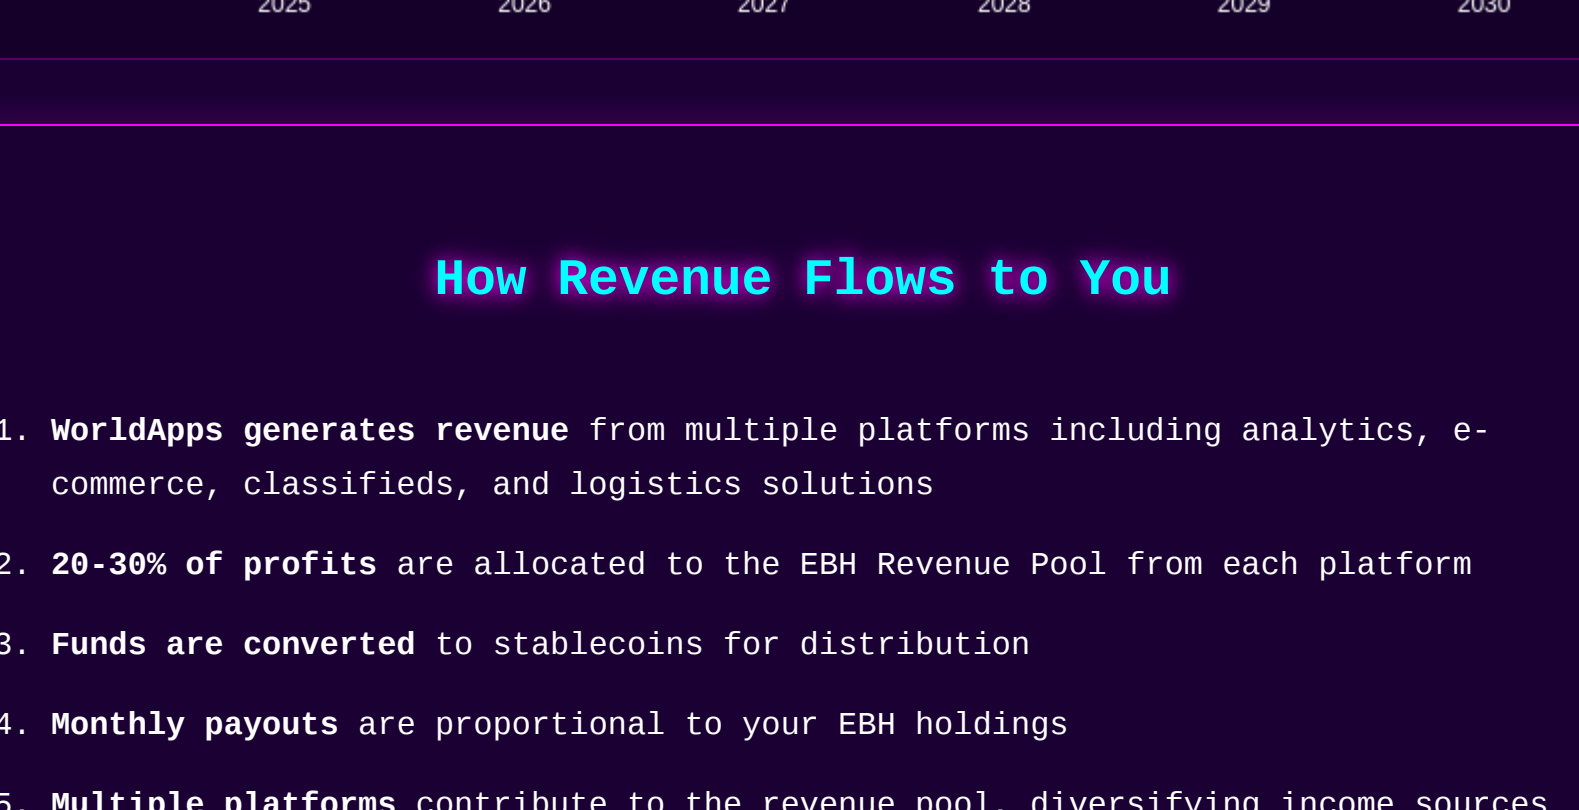 2025 2026 2027 2028 2029 2030
How Revenue Flows to You
1. WorldApps generates revenue from multiple platforms including analytics, e-
commerce, classifieds, and logistics solutions
2. 20-30% of profits are allocated to the EBH Revenue Pool from each platform
3. Funds are converted to stablecoins for distribution
4. Monthly payouts are proportional to your EBH holdings
5. Multiple platforms contribute to the revenue pool, diversifying income sources